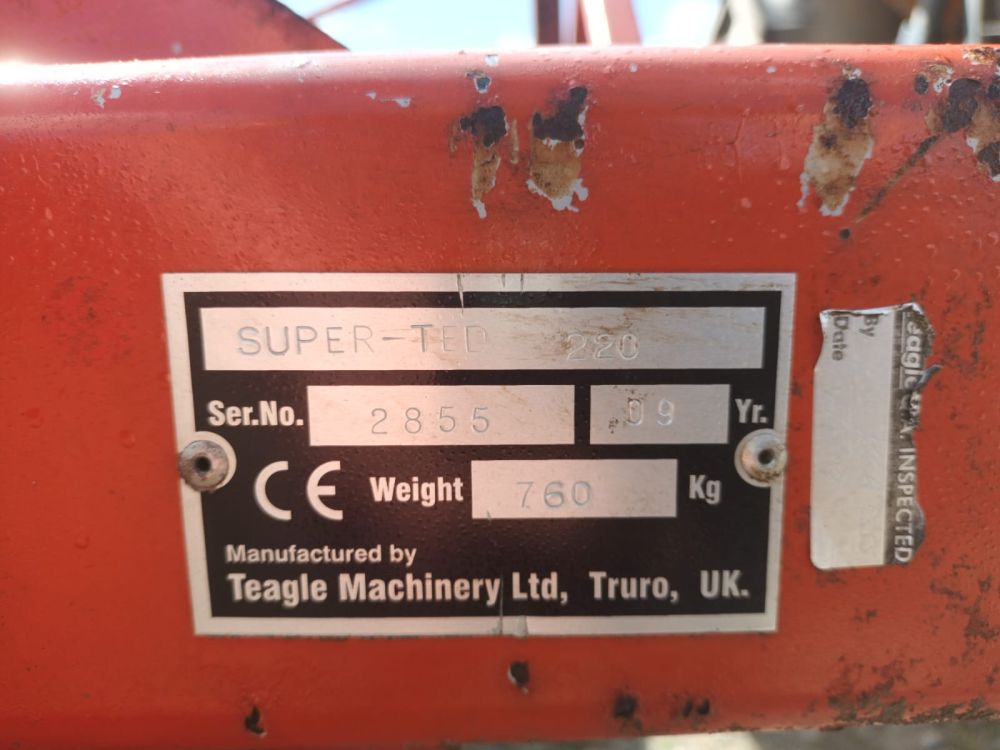 SUPER-TED 220
Ser.No. 2855 09 Yr.
CE Weight 760 Kg
Manufactured by
Teagle Machinery Ltd, Truro, UK.
INSPECTED
By
Date